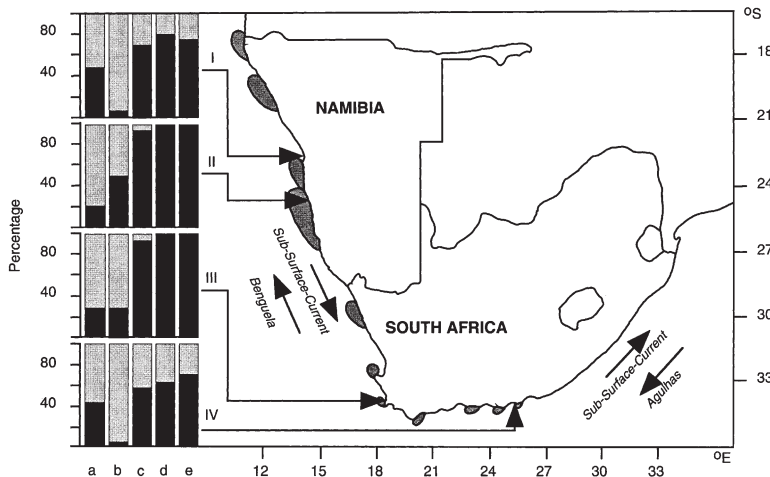 80
40
80
40
80
40
80
40
Percentage
a b c d e
I
II
III
IV
NAMIBIA
SOUTH AFRICA
Benguela
Sub-Surface-Current
Sub-Surface-Current
Agulhas
°S
18
21
24
27
30
33
°E
12 15 18 21 24 27 30 33